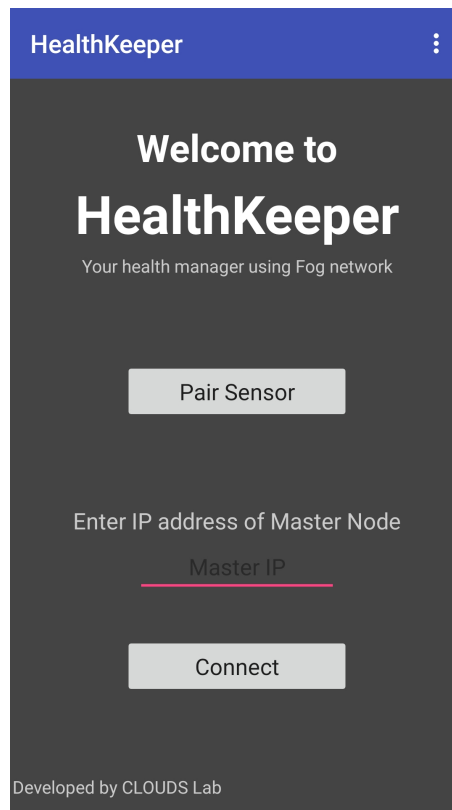 HealthKeeper
Welcome to
HealthKeeper
Your health manager using Fog network
Pair Sensor
Enter IP address of Master Node
Master IP
Connect
Developed by CLOUDS Lab